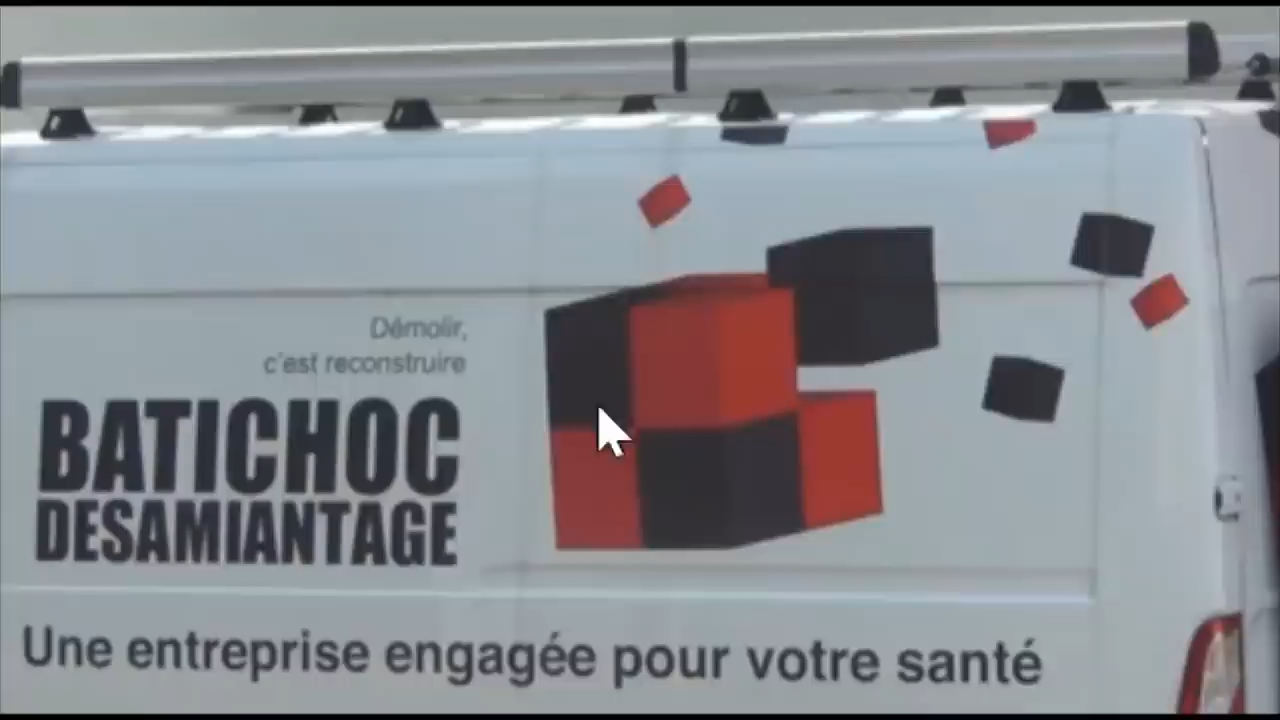 Démolir,
c'est reconstruire
BATICHOC
DESAMIANTAGE
Une entreprise engagée pour votre santé